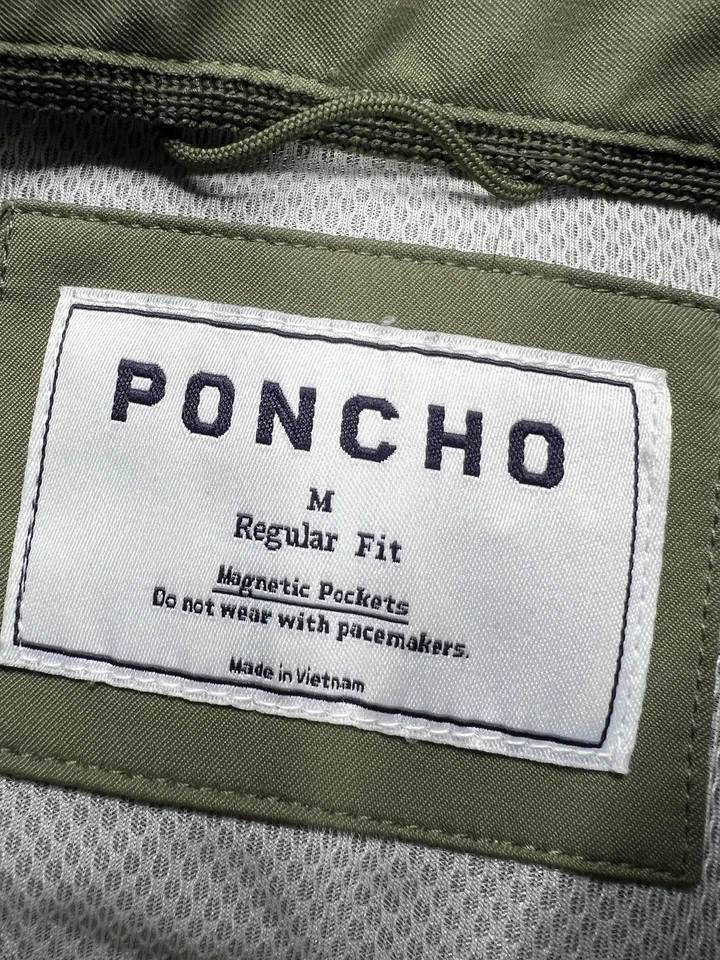 PONCHO
M
Regular Fit
Magnetic Pockets
Do not wear with pacemakers.
Made in Vietnam